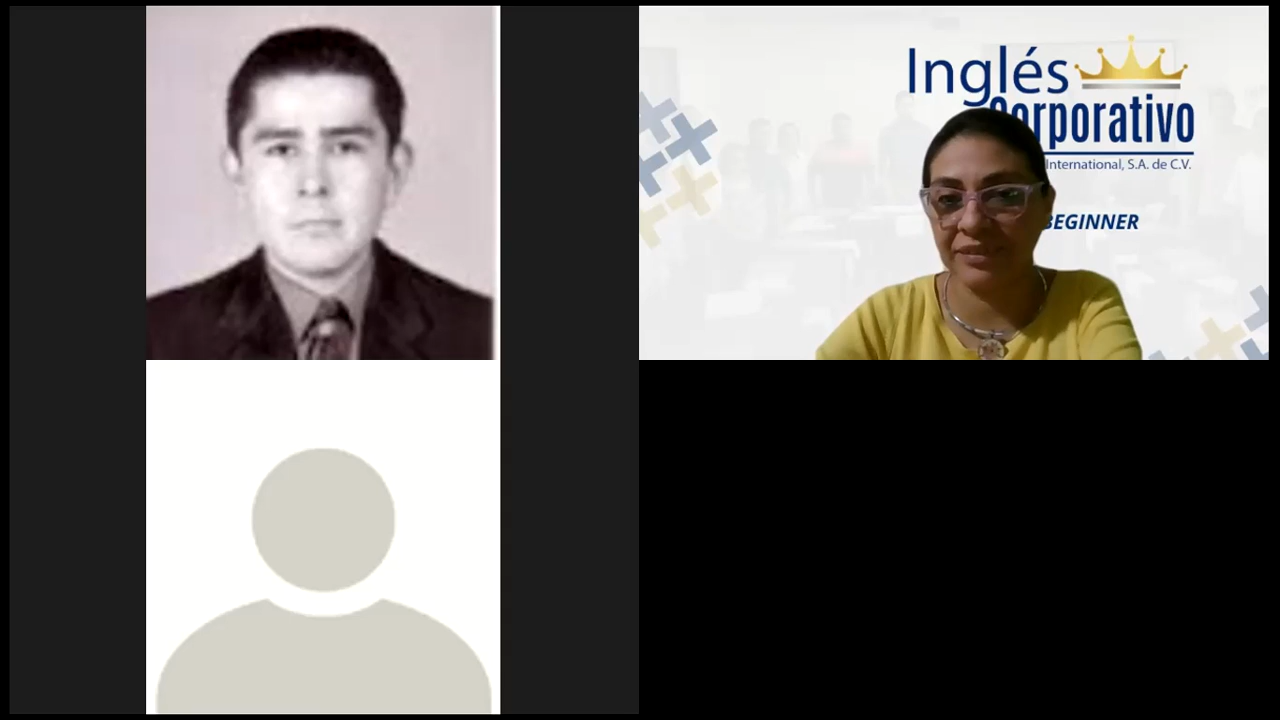 Inglés
Corporativo
International, S.A. de C.V.
BEGINNER